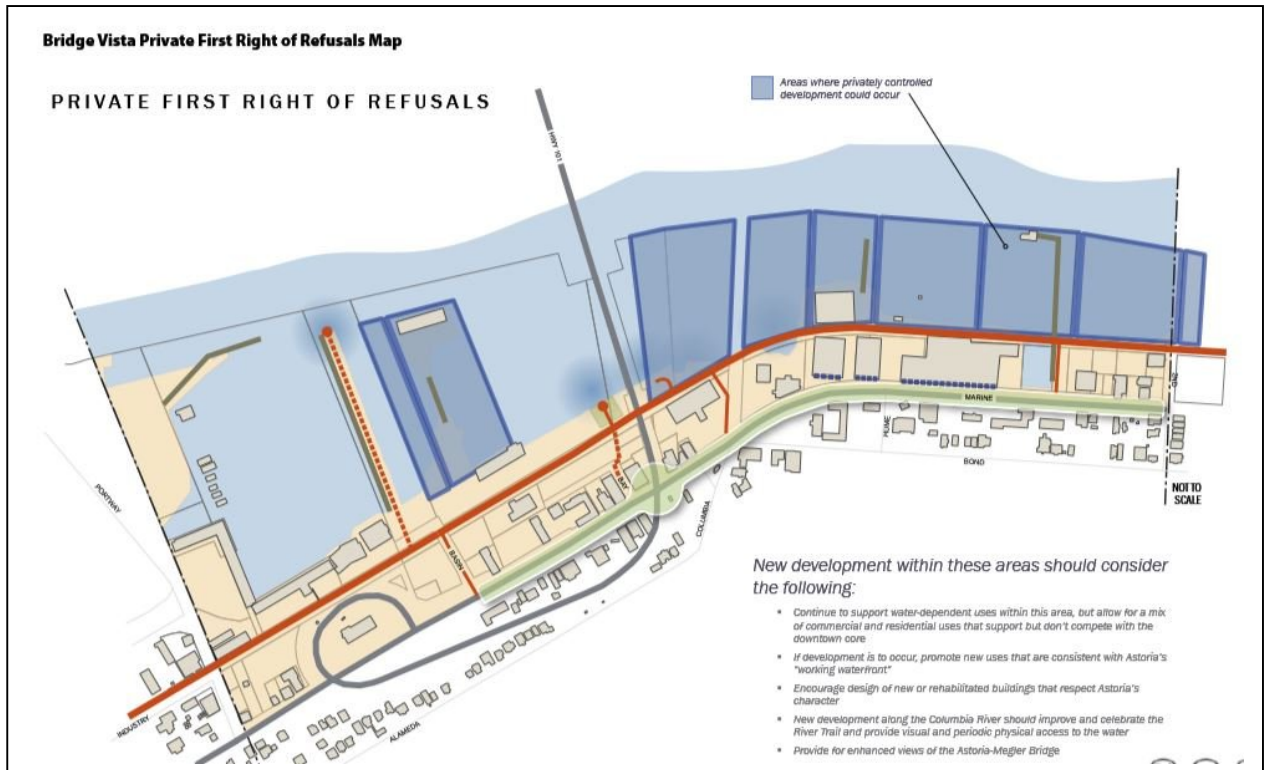 Bridge Vista Private First Right of Refusals Map
PRIVATE FIRST RIGHT OF REFUSALS
Areas where privately controlled
development could occur
HWY 101
PORTWAY
INDUSTRY
BASIN
BAY
ALAMEDA
COLUMBIA
MARINE
HUME
BOND
2ND
NOT TO
SCALE
New development within these areas should consider
the following:
▪ Continue to support water-dependent uses within this area, but allow for a mix
of commercial and residential uses that support but don't compete with the
downtown core
▪ If development is to occur, promote new uses that are consistent with Astoria's
"working waterfront"
▪ Encourage design of new or rehabilitated buildings that respect Astoria's
character
▪ New development along the Columbia River should improve and celebrate the
River Trail and provide visual and periodic physical access to the water
▪ Provide for enhanced views of the Astoria-Megler Bridge